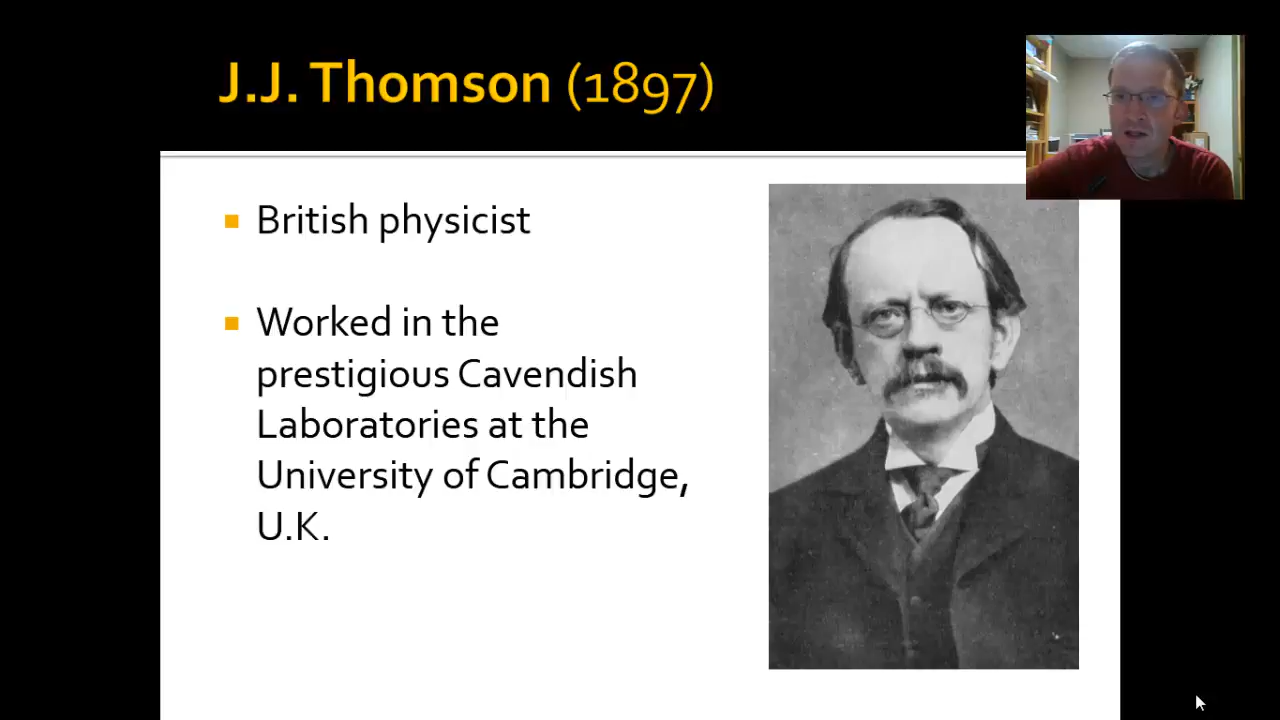 J.J. Thomson (1897)
British physicist
Worked in the
prestigious Cavendish
Laboratories at the
University of Cambridge,
U.K.